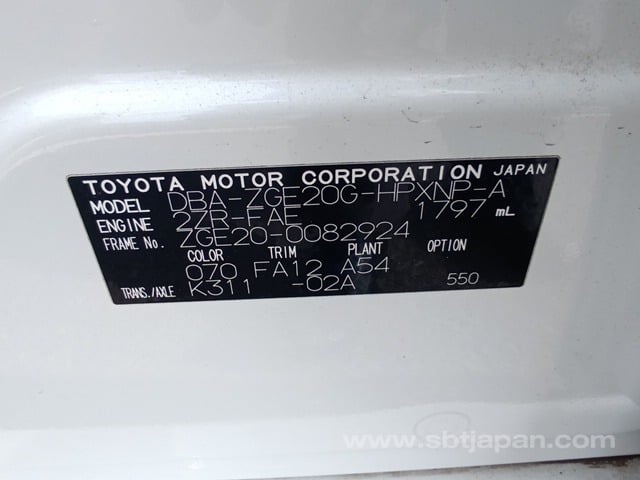 TOYOTA MOTOR CORPORATION JAPAN
MODEL DBA-ZGE20G-HPXNP-A
ENGINE 2ZR-FAE 1797 mL
FRAME No. ZGE20-0082924
COLOR TRIM PLANT OPTION
070 FA12 A54
TRANS./AXLE K311 -02A 550
www.sbtjapan.com